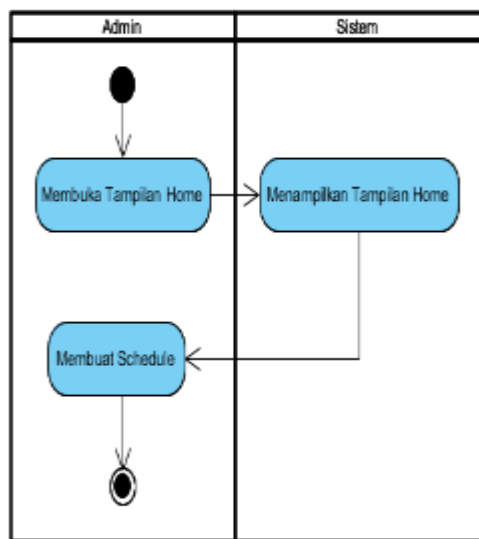 Admin
Sistem
Membuka Tampilan Home
Menampilkan Tampilan Home
Membuat Schedule